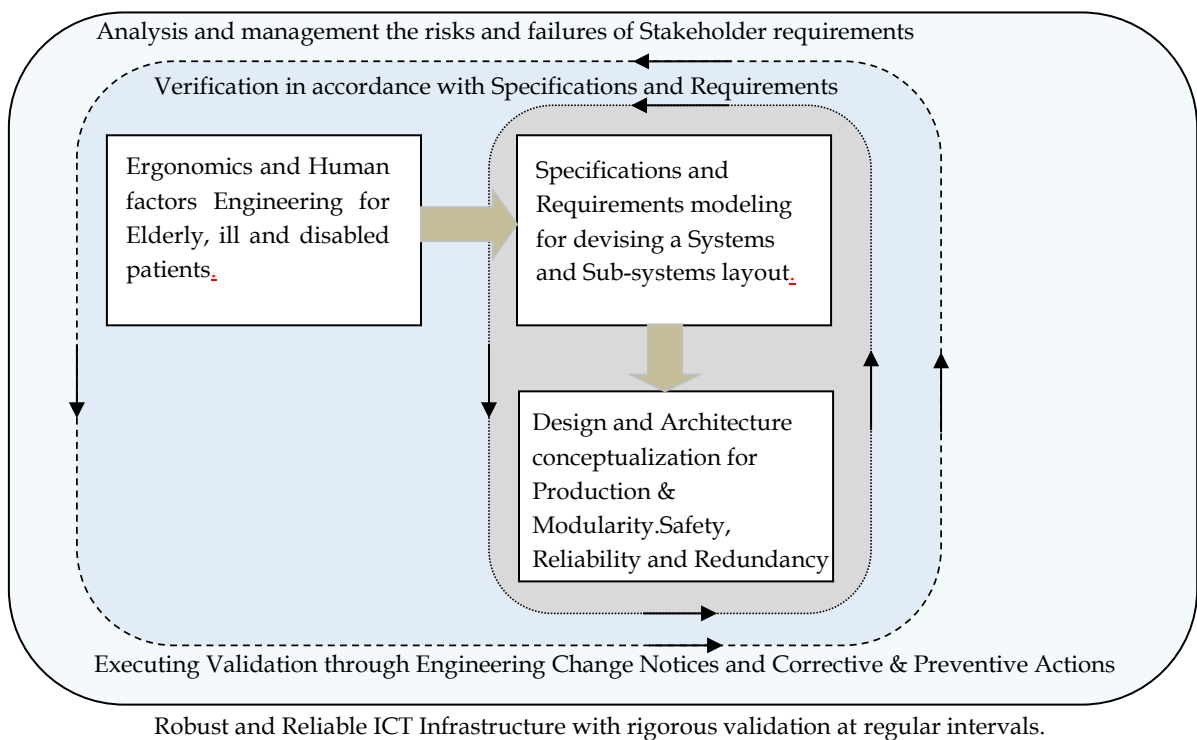 Analysis and management the risks and failures of Stakeholder requirements
Verification in accordance with Specifications and Requirements
Ergonomics and Human
factors Engineering for
Elderly, ill and disabled
patients.
Specifications and
Requirements modeling
for devising a Systems
and Sub-systems layout.
Design and Architecture
conceptualization for
Production &
Modularity.Safety,
Reliability and Redundancy
Executing Validation through Engineering Change Notices and Corrective & Preventive Actions
Robust and Reliable ICT Infrastructure with rigorous validation at regular intervals.